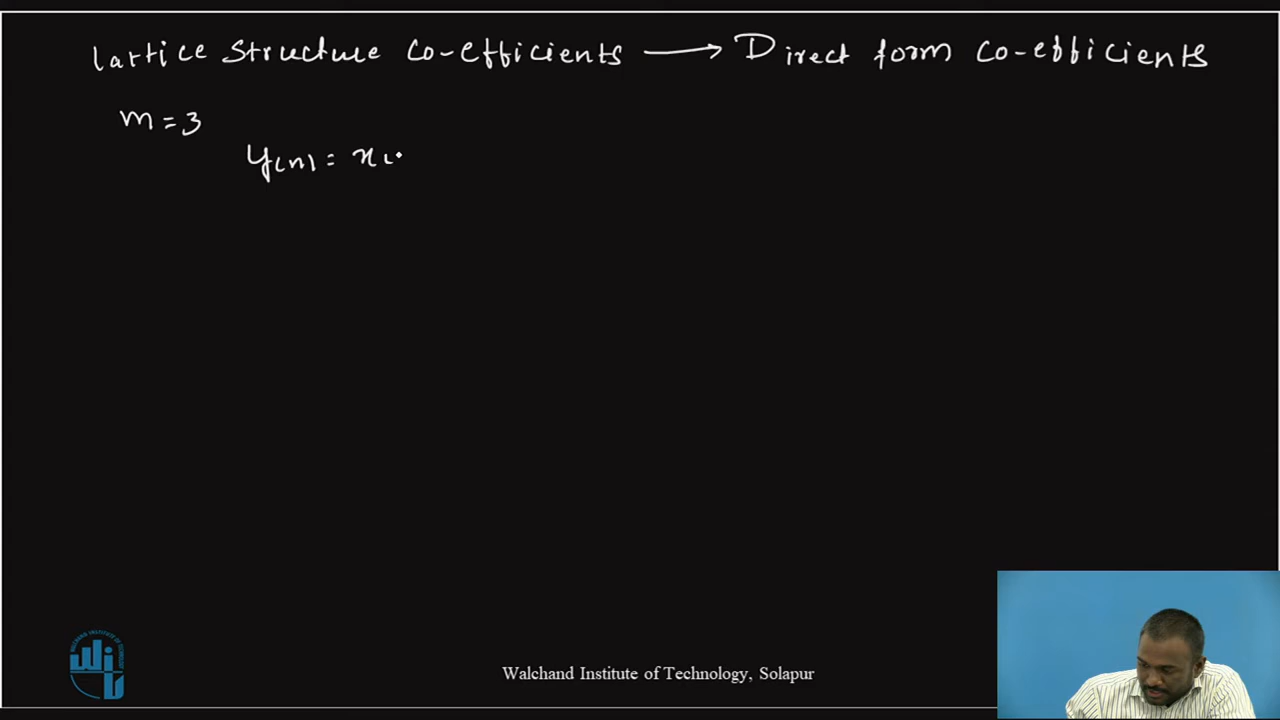 Lattice Structure Co-efficients ⟶ Direct form Co-efficients
m = 3
y(n) = x(
Walchand Institute of Technology, Solapur